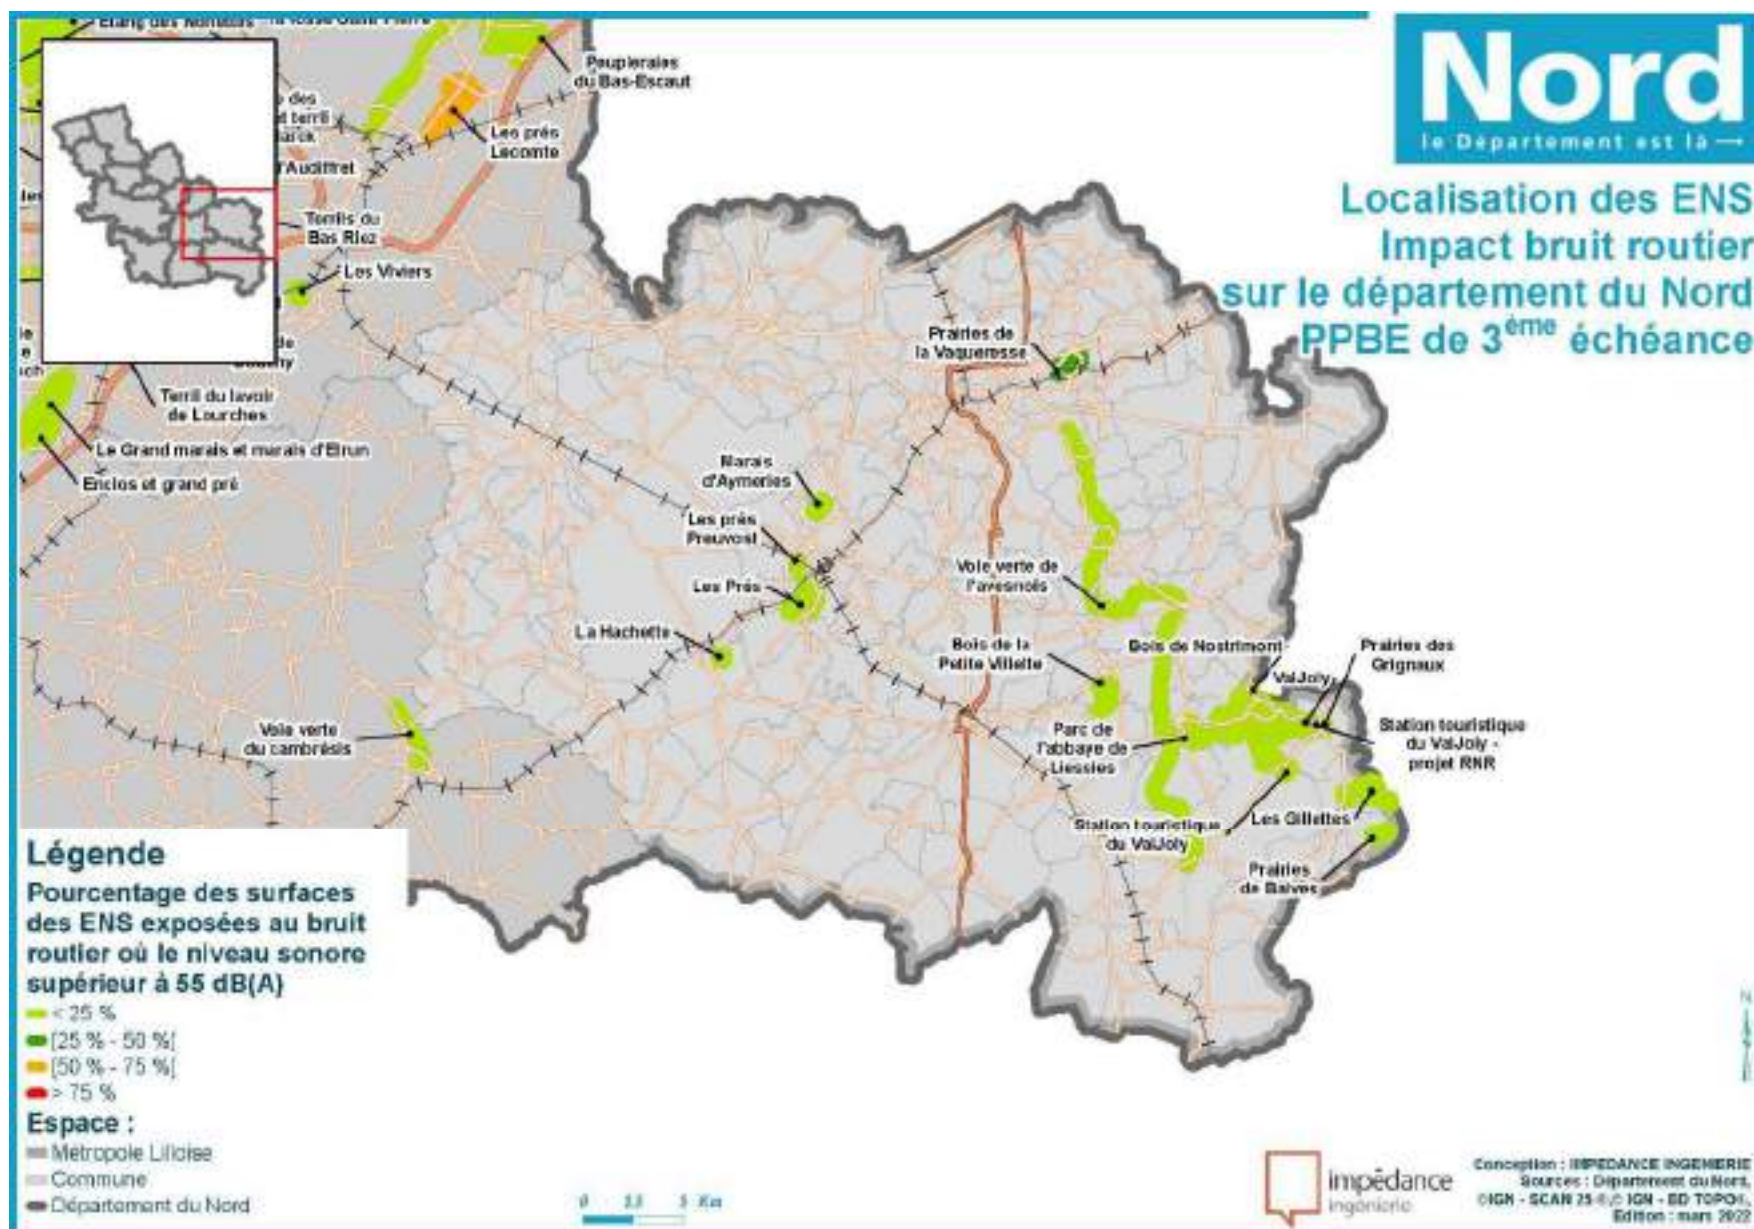 Nord
le Département est là →
Localisation des ENS
Impact bruit routier
sur le département du Nord
PPBE de 3ème échéance
Peupleraies
du Bas-Escaut
Les prés
Lecomte
des
et terril
d'Audiffret
Terrils du
Bas Riez
Les Viviers
Terril du lavoir
de Lourches
Le Grand marais et marais d'Etrun
Enclos et grand pré
Prairies de
la Vaqueresse
Marais
d'Aymeries
Les prés
Preuvost
Les Prés
La Hachette
Voie verte de
l'avesnois
Bois de la
Petite Villette
Bois de Nostrimont
ValJoly
Prairies des
Grignaux
Station touristique
du ValJoly -
projet RNR
Parc de
l'abbaye de
Liessies
Voie verte
du cambrésis
Station touristique
du ValJoly
Les Gillettes
Prairies
de Baives
Légende
Pourcentage des surfaces
des ENS exposées au bruit
routier où le niveau sonore
supérieur à 55 dB(A)
< 25 %
[25 % - 50 %[
[50 % - 75 %[
> 75 %
Espace :
Métropole Lilloise
Commune
Département du Nord
0 2,5 5 Km
N
impédance
ingénierie
Conception : IMPEDANCE INGENIERIE
Sources : Département du Nord,
©IGN - SCAN 25 ®,© IGN - BD TOPO®,
Edition : mars 2022